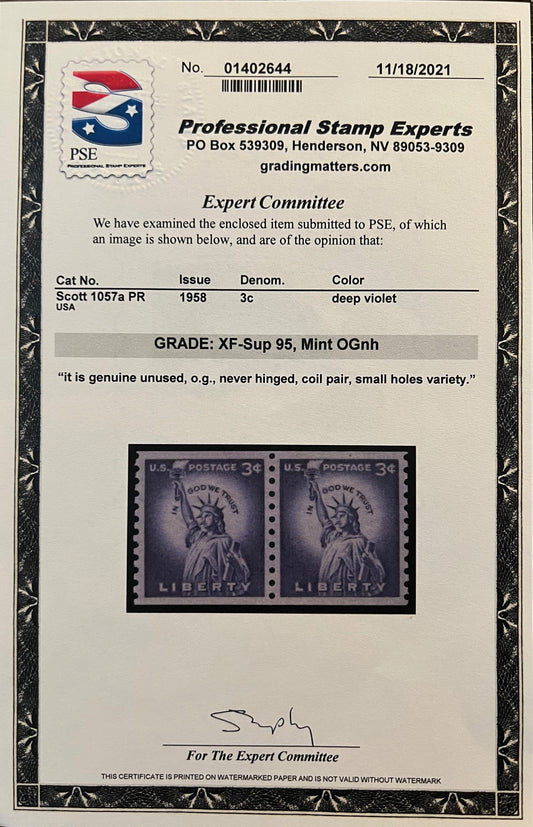 No. 01402644 11/18/2021
PSE
PROFESSIONAL STAMP EXPERTS
Professional Stamp Experts
PO Box 539309, Henderson, NV 89053-9309
gradingmatters.com
Expert Committee
We have examined the enclosed item submitted to PSE, of which
an image is shown below, and are of the opinion that:
Cat No. Issue Denom. Color
Scott 1057a PR 1958 3c deep violet
USA
GRADE: XF-Sup 95, Mint OGnh
“it is genuine unused, o.g., never hinged, coil pair, small holes variety.”
U.S. POSTAGE 3¢ U.S. POSTAGE 3¢
IN GOD WE TRUST IN GOD WE TRUST
LIBERTY LIBERTY
For The Expert Committee
THIS CERTIFICATE IS PRINTED ON WATERMARKED PAPER AND IS NOT VALID WITHOUT WATERMARK